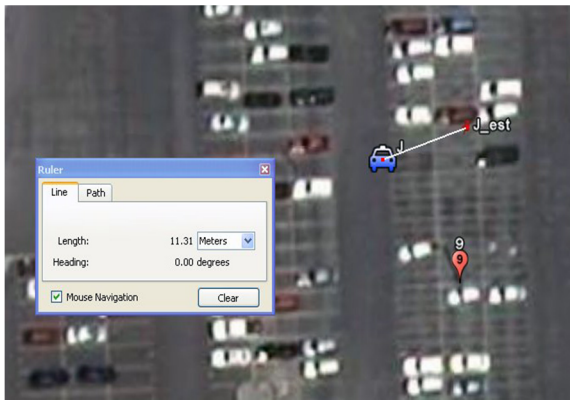 J
J_est
Ruler
Line Path
Length: 11.31 Meters
Heading: 0.00 degrees
Mouse Navigation Clear
9
9